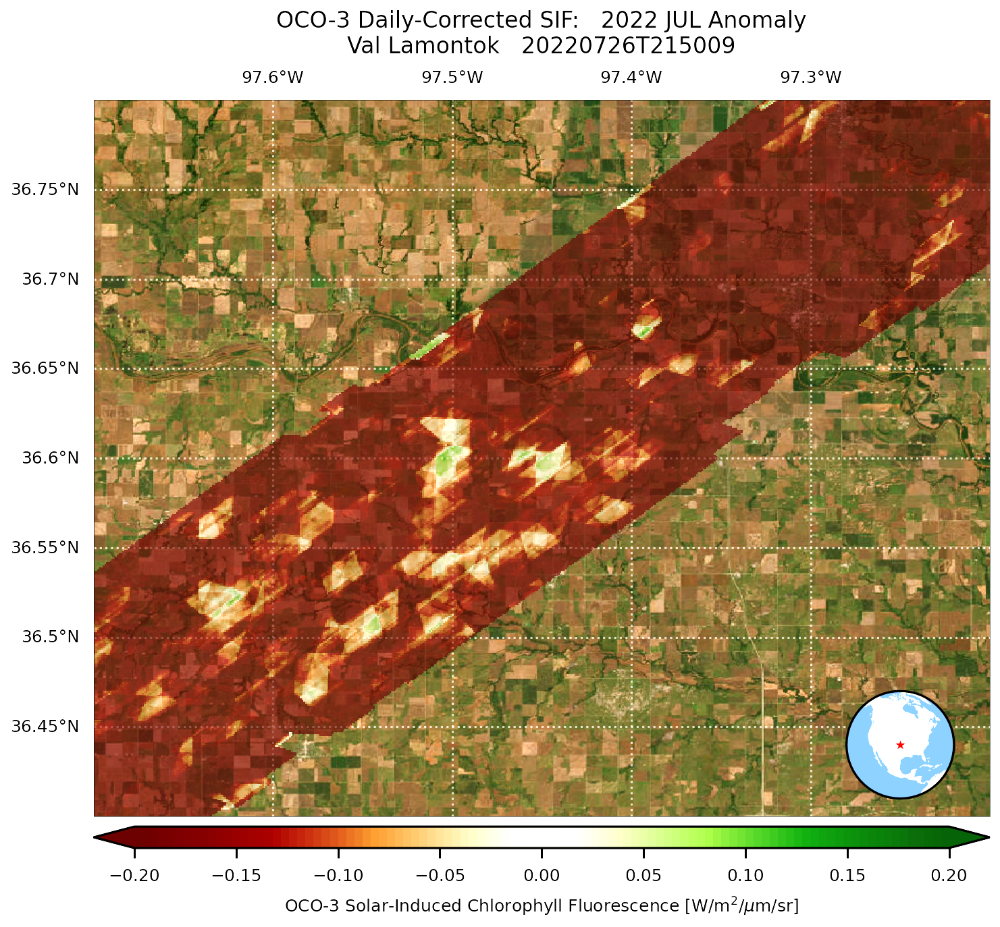 OCO-3 Daily-Corrected SIF:   2022 JUL Anomaly
Val Lamontok   20220726T215009
97.6°W 97.5°W 97.4°W 97.3°W
36.75°N
36.7°N
36.65°N
36.6°N
36.55°N
36.5°N
36.45°N
−0.20 −0.15 −0.10 −0.05 0.00 0.05 0.10 0.15 0.20
OCO-3 Solar-Induced Chlorophyll Fluorescence [W/m²/μm/sr]